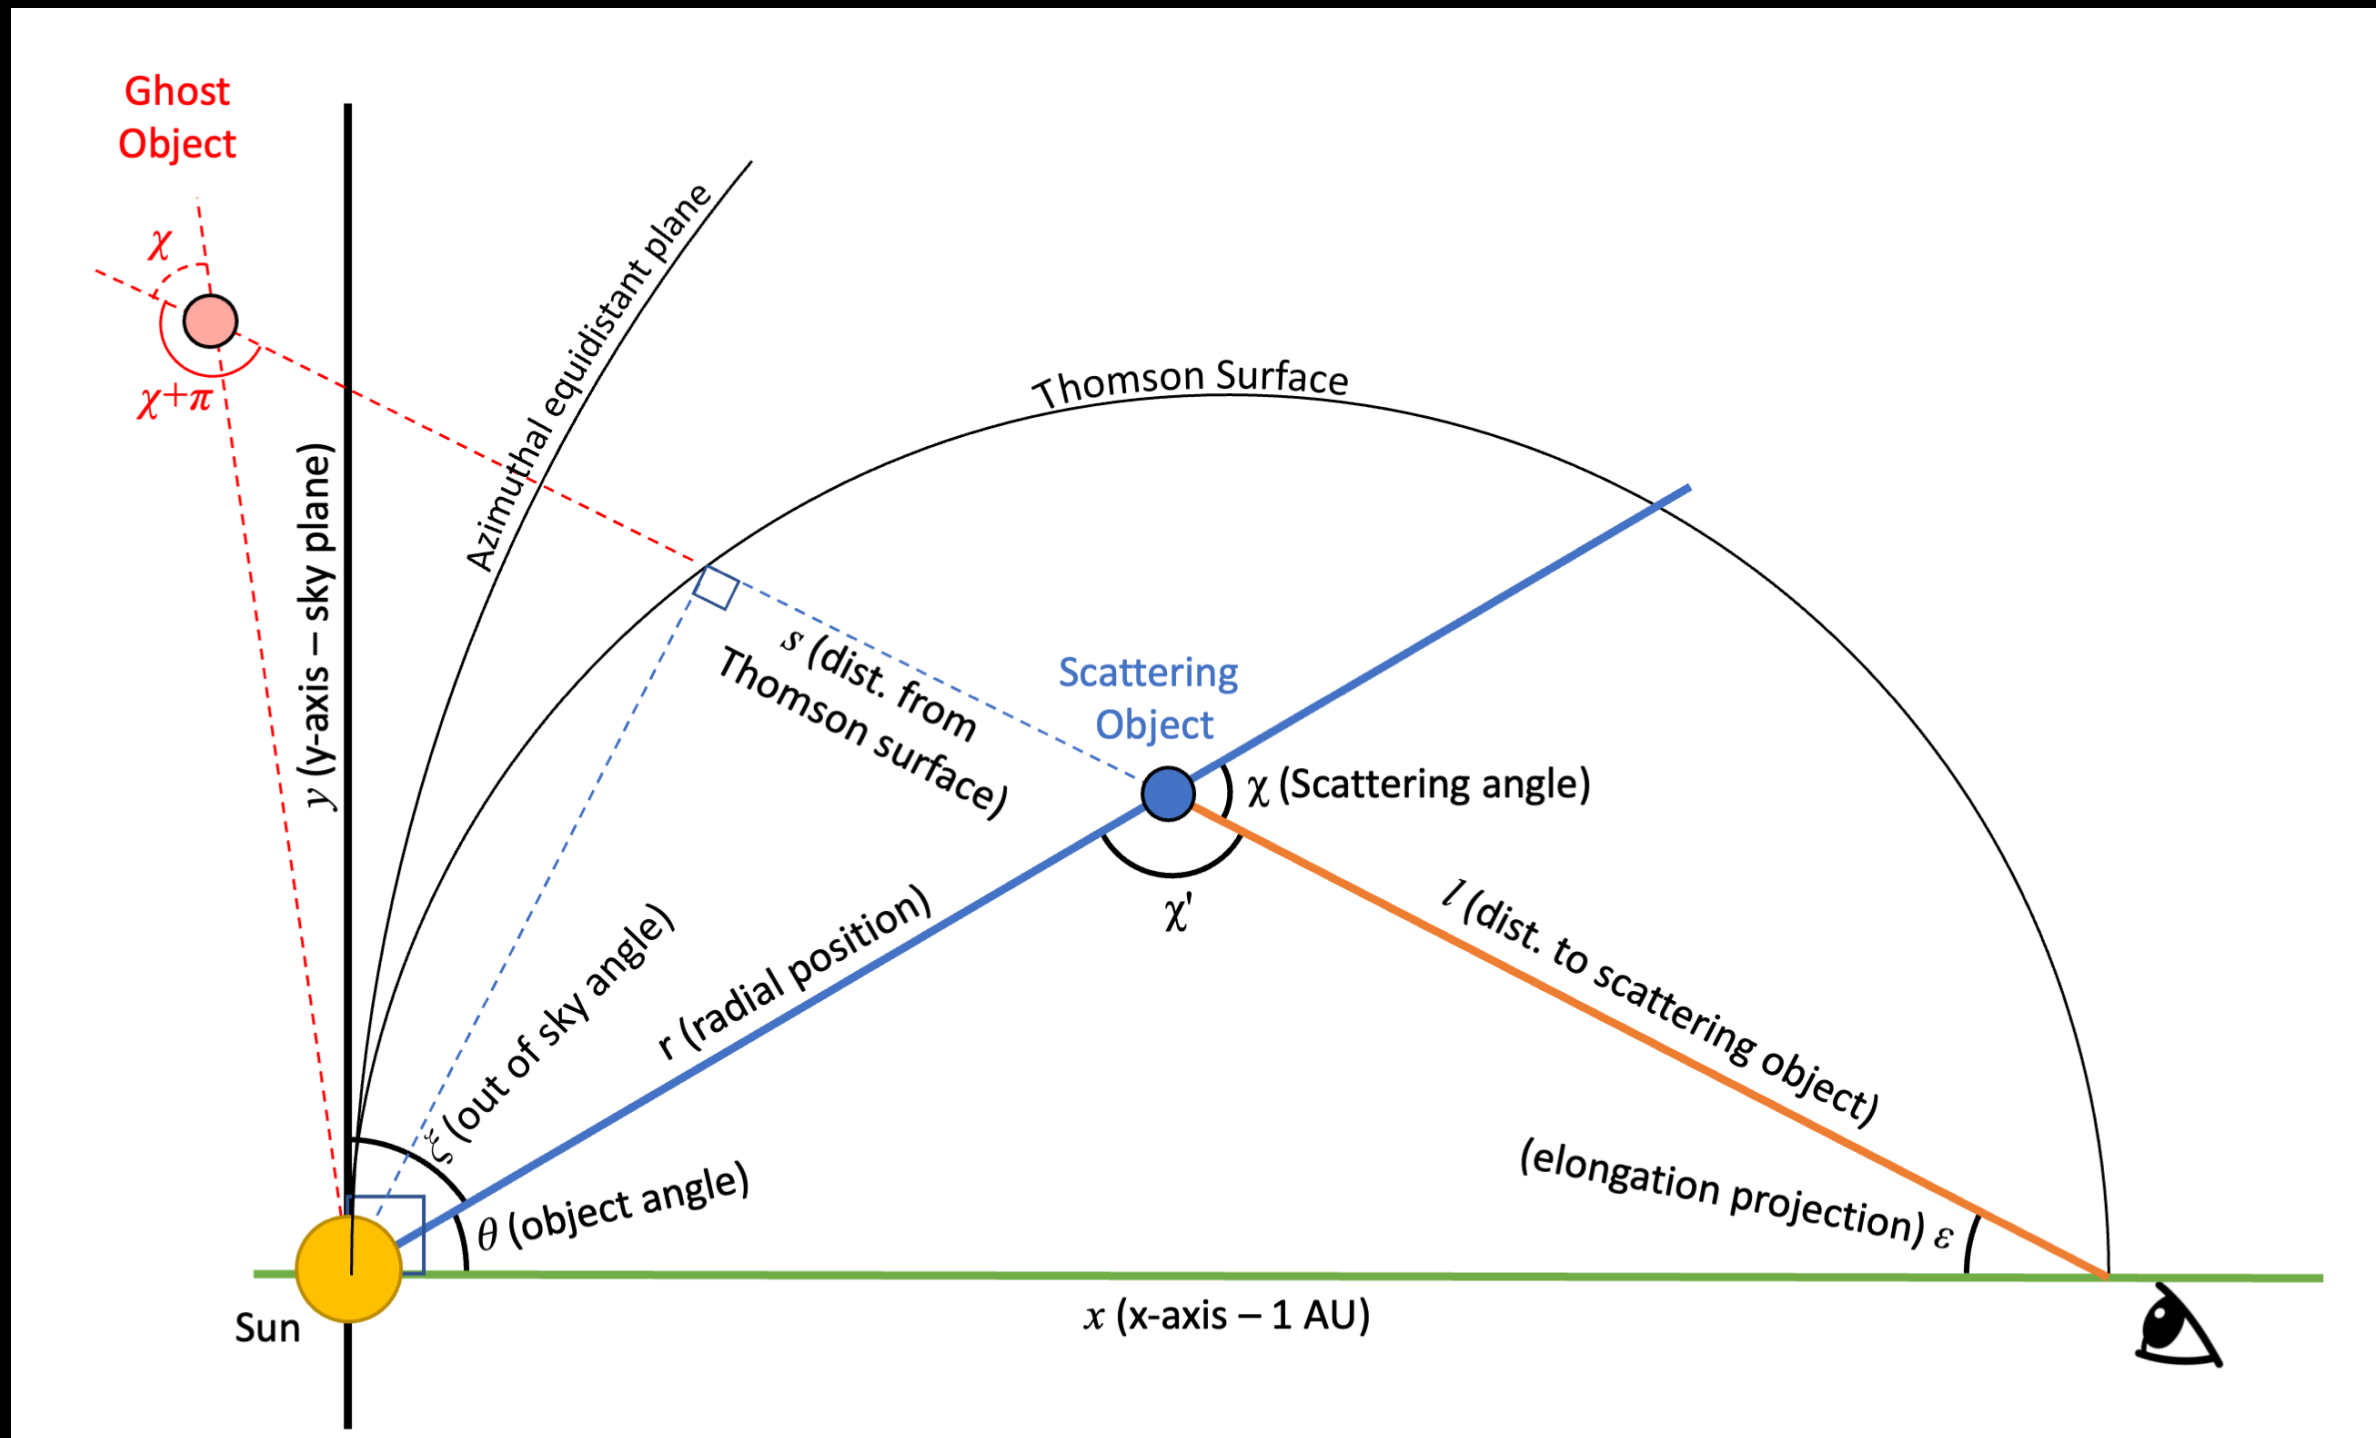 Ghost
Object
χ
χ+π
y (y-axis – sky plane)
Azimuthal equidistant plane
Thomson Surface
s (dist. from
Thomson surface)
Scattering
Object
χ (Scattering angle)
χ'
l (dist. to scattering object)
r (radial position)
ξ (out of sky angle)
θ (object angle)
(elongation projection) ε
x (x-axis – 1 AU)
Sun